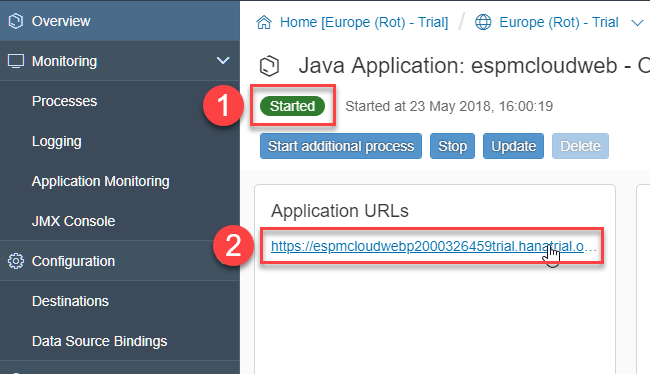 Overview
Monitoring
Processes
Logging
Application Monitoring
JMX Console
Configuration
Destinations
Data Source Bindings
Home [Europe (Rot) - Trial / Europe (Rot) - Trial
Java Application: espmcloudweb -
1
Started Started at 23 May 2018, 16:00:19
Start additional process Stop Update Delete
Application URLs
2
https://espmcloudwebp2000326459trial.hanatrial.o...